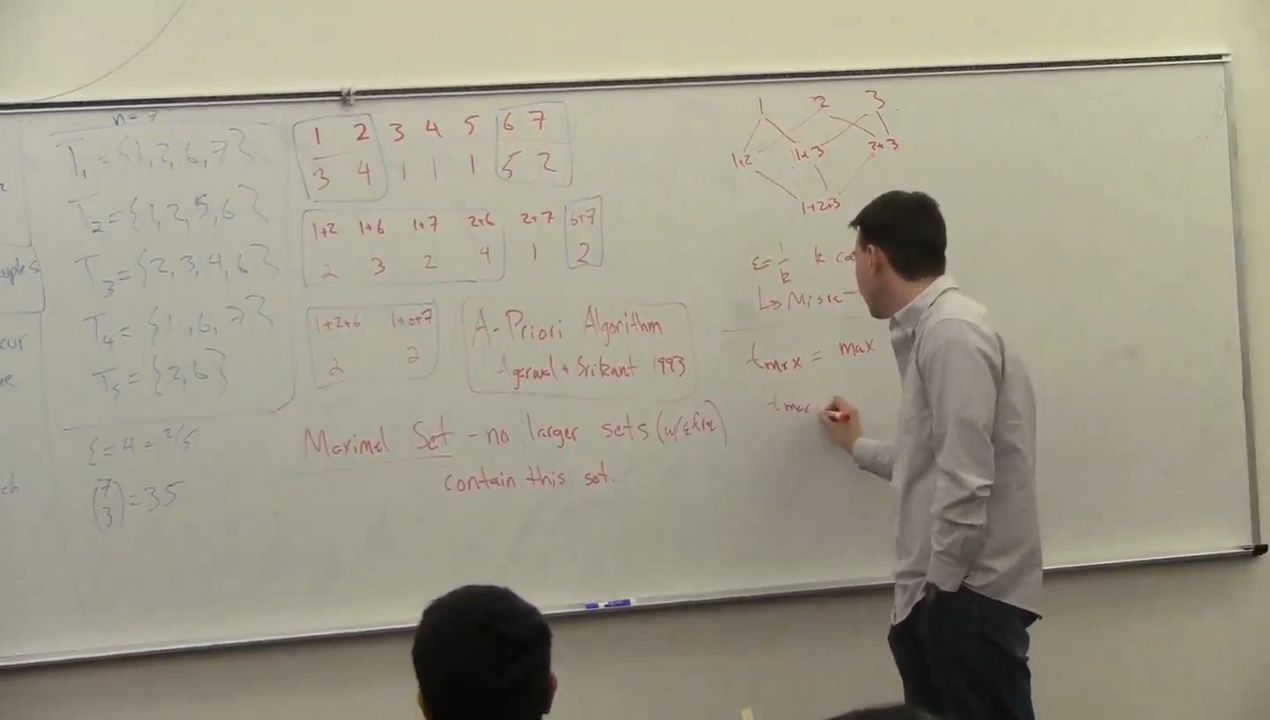 n=7
T1={1,2,6,7}
T2={1,2,5,6}
T3={2,3,4,6}
T4={1,6,7}
T5={2,6}
ε=4=2/5
(7 3)=35
1 2 3 4 5 6 7
3 4 1 1 1 5 2
1+2 1+6 1+7 2+6 2+7 6+7
2 3 2 4 1 2
1+2+6 1+6+7
2 2
A-Priori Algorithm
Srikant 1993
Maximal Set - no larger sets
contain this set.
1 2 3
1+2 1+3 2+3
1+2+3
ε=1/k k
↳ Misra
tmax = max
tmax